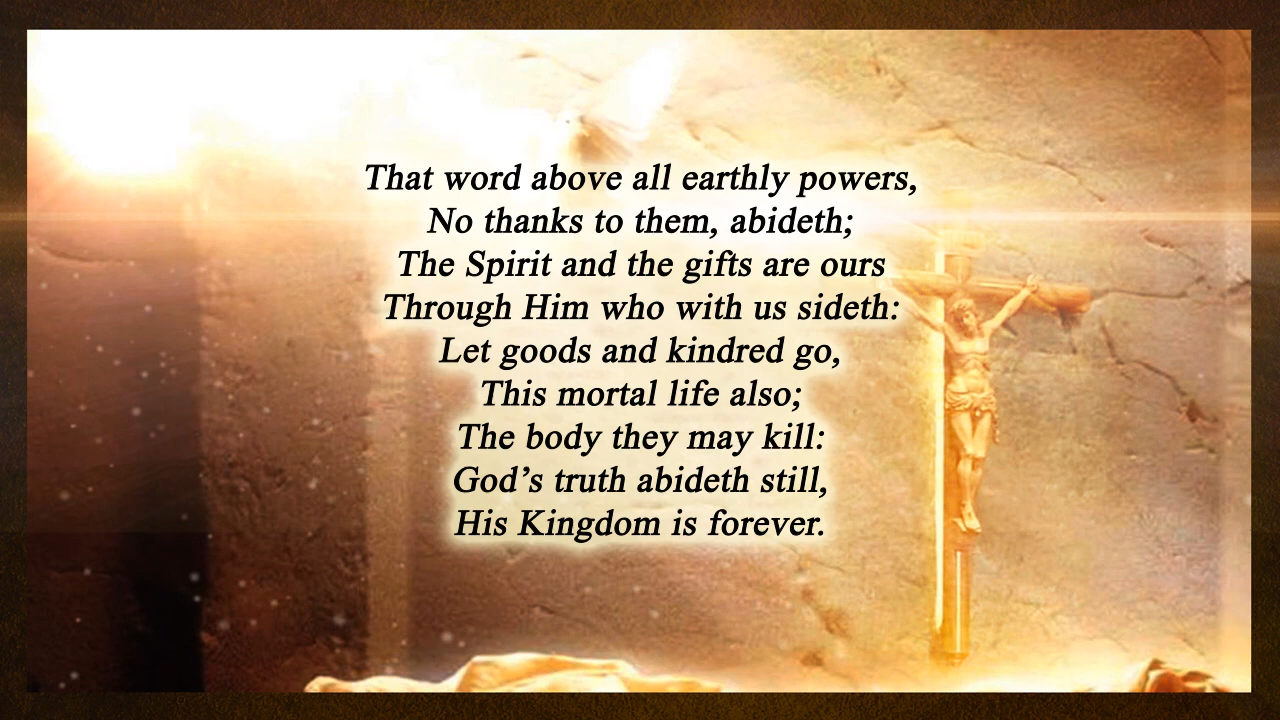 That word above all earthly powers,
No thanks to them, abideth;
The Spirit and the gifts are ours
Through Him who with us sideth:
Let goods and kindred go,
This mortal life also;
The body they may kill:
God’s truth abideth still,
His Kingdom is forever.